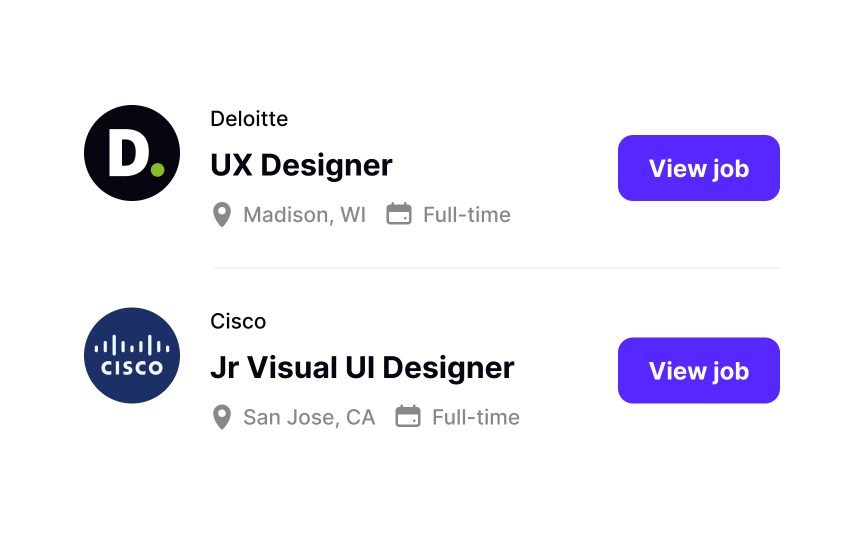 D.
Deloitte
UX Designer
Madison, WI Full-time
View job
CISCO
Cisco
Jr Visual UI Designer
San Jose, CA Full-time
View job